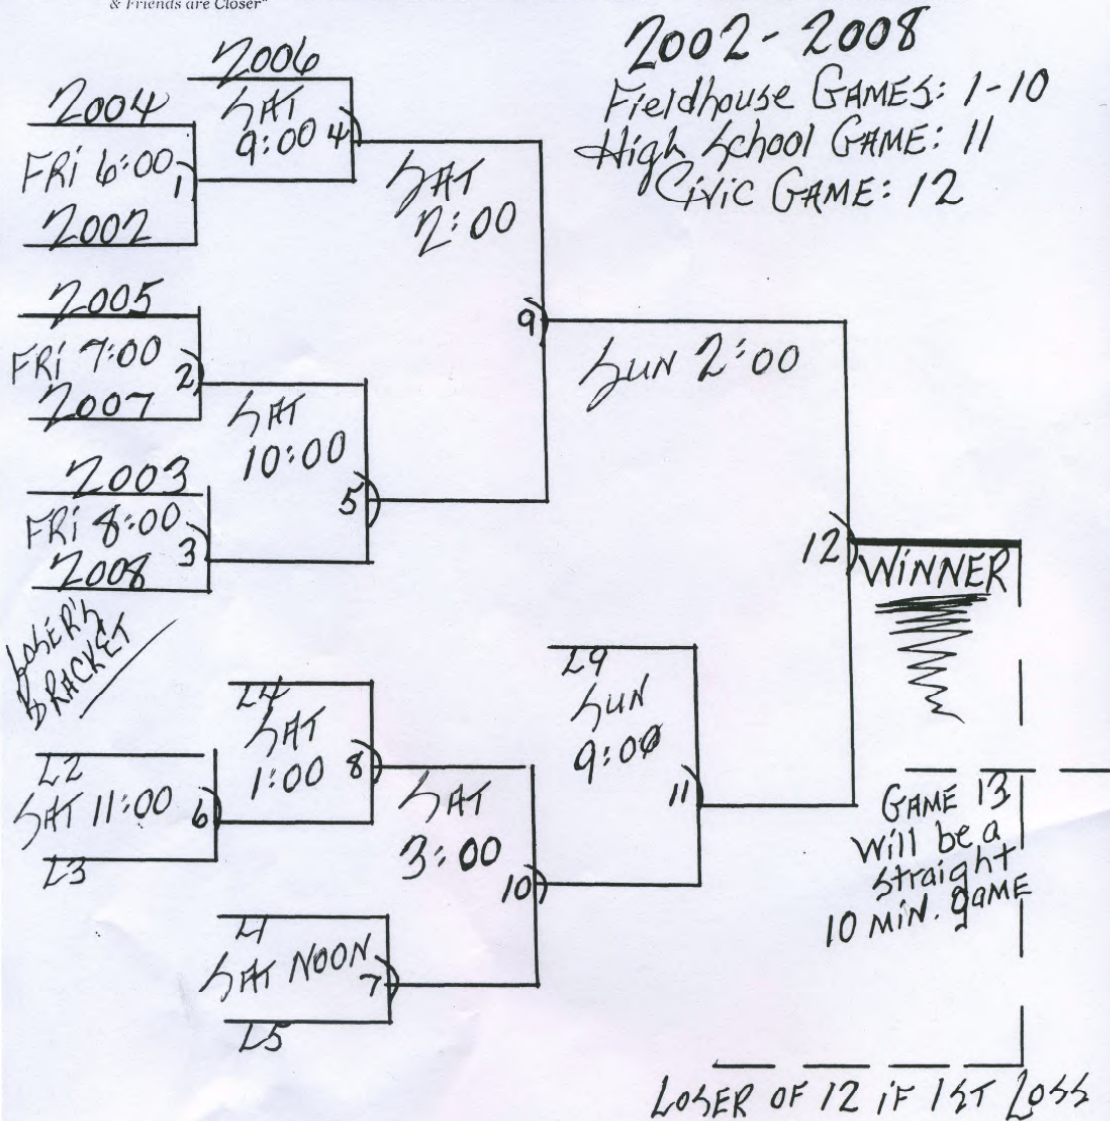 & Friends are Closer"
2002-2008
Fieldhouse GAMES: 1-10
High School GAME: 11
Civic GAME: 12
2006
SAT
9:00 4
2004
FRi 6:00
1
2002
SAT
2:00
2005
FRi 7:00
2
2007
SAT
10:00
5
2003
FRi 8:00
3
2008
9
SUN 2:00
12
WiNNER
LOSER'S
BRACKET
L4
SAT
1:00 8
L2
SAT 11:00
6
L3
SAT
3:00
10
L1
SAT NOON
7
L5
L9
SUN
9:00
11
GAME 13
Will be a
straight
10 MiN. gAME
LOSER OF 12 iF 1ST LOSS